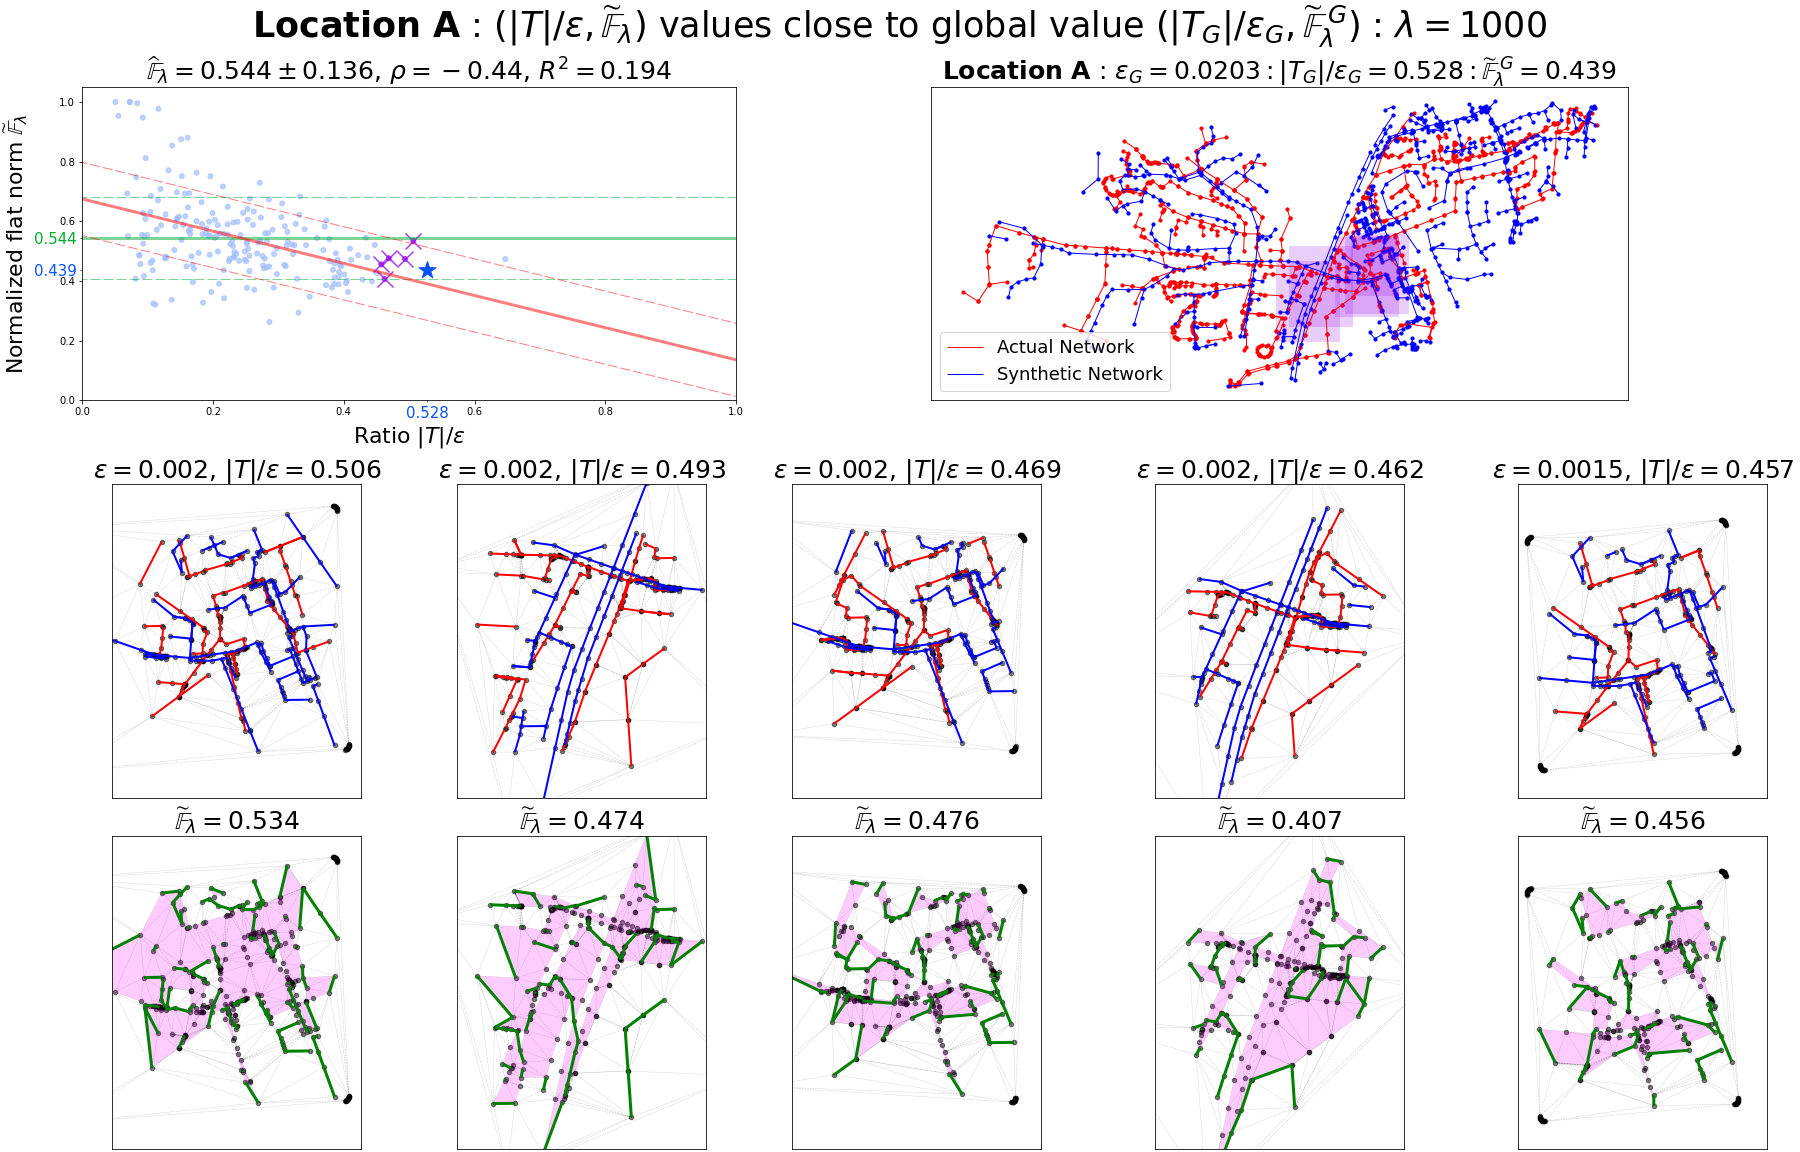 Location A : (|T|/ε, 𝔽̃_λ) values close to global value (|T_G|/ε_G, 𝔽̃_λ^G) : λ = 1000
𝔽̂_λ = 0.544 ± 0.136, ρ = −0.44, R² = 0.194
Location A : ε_G = 0.0203 : |T_G|/ε_G = 0.528 : 𝔽̃_λ^G = 0.439
Normalized flat norm 𝔽̃_λ
1.0
0.8
0.6
0.544
0.439
0.4
0.2
0.0
0.0 0.2 0.4 0.6 0.8 1.0
0.528
Ratio |T|/ε
Actual Network
Synthetic Network
ε = 0.002, |T|/ε = 0.506
ε = 0.002, |T|/ε = 0.493
ε = 0.002, |T|/ε = 0.469
ε = 0.002, |T|/ε = 0.462
ε = 0.0015, |T|/ε = 0.457
𝔽̃_λ = 0.534
𝔽̃_λ = 0.474
𝔽̃_λ = 0.476
𝔽̃_λ = 0.407
𝔽̃_λ = 0.456